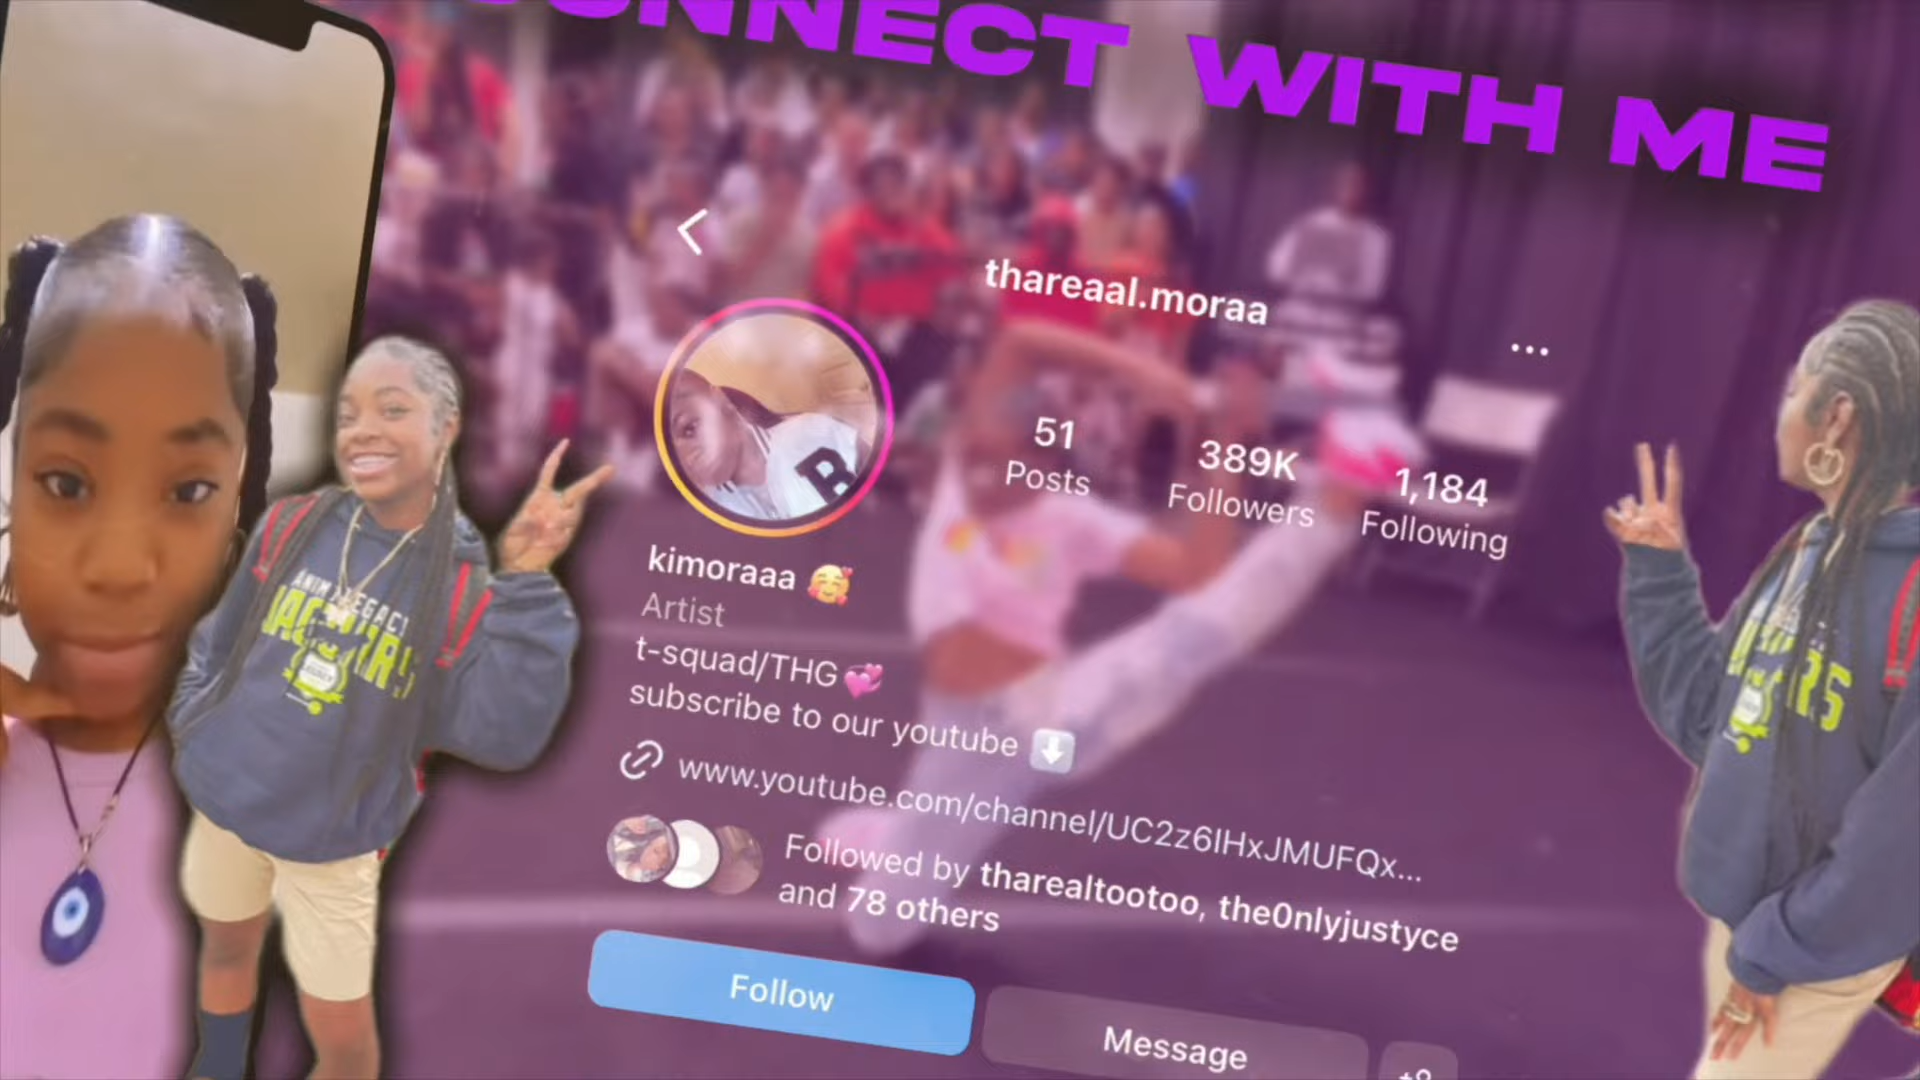 CONNECT WITH ME
thareaal.moraa
51
Posts
389K
Followers
1,184
Following
B
kimoraaa 🥰
Artist
t-squad/THG💞
subscribe to our youtube ⬇️
www.youtube.com/channel/UC2z6IHxJMUFQx...
Followed by tharealtootoo, the0nlyjustyce
and 78 others
Follow
Message